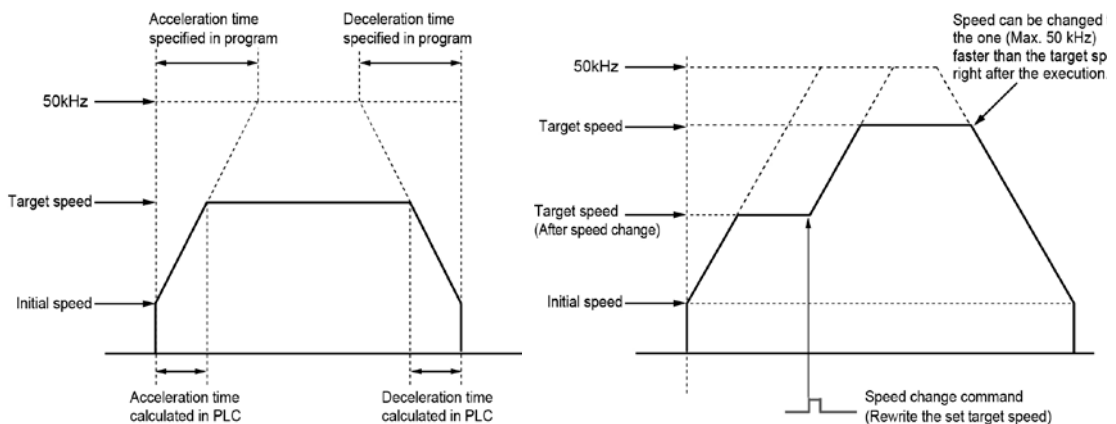 Acceleration time
specified in program
Deceleration time
specified in program
50kHz
Target speed
Initial speed
Acceleration time
calculated in PLC
Deceleration time
calculated in PLC
Speed can be changed
the one (Max. 50 kHz)
faster than the target
right after the execution.
50kHz
Target speed
Target speed
(After speed change)
Initial speed
Speed change command
(Rewrite the set target speed)